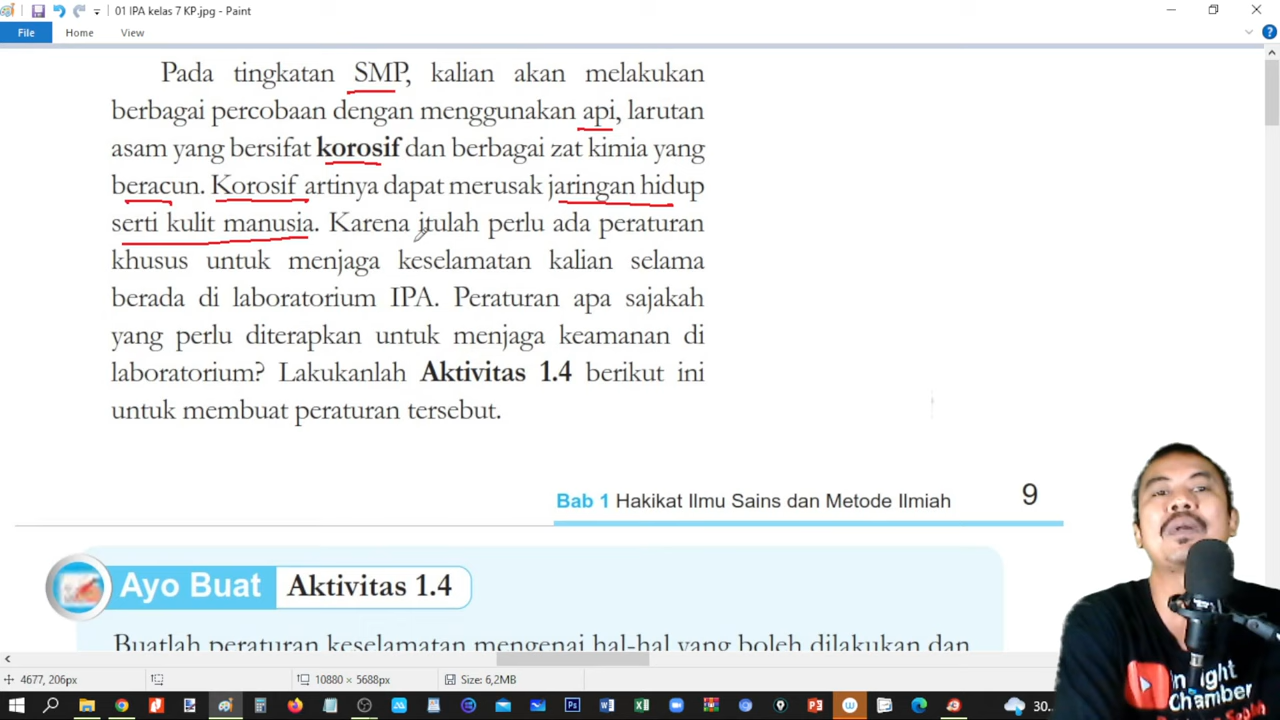 01 IPA kelas 7 KP.jpg - Paint
File Home View
Pada tingkatan SMP, kalian akan melakukan
berbagai percobaan dengan menggunakan api, larutan
asam yang bersifat korosif dan berbagai zat kimia yang
beracun. Korosif artinya dapat merusak jaringan hidup
serti kulit manusia. Karena itulah perlu ada peraturan
khusus untuk menjaga keselamatan kalian selama
berada di laboratorium IPA. Peraturan apa sajakah
yang perlu diterapkan untuk menjaga keamanan di
laboratorium? Lakukanlah Aktivitas 1.4 berikut ini
untuk membuat peraturan tersebut.
Bab 1 Hakikat Ilmu Sains dan Metode Ilmiah 9
Ayo Buat Aktivitas 1.4
Buatlah peraturan keselamatan mengenai hal-hal yang boleh dilakukan dan
4677, 206px 10880 × 5688px Size: 6,2MB
30...
Chamber